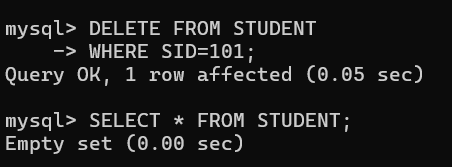 mysql> DELETE FROM STUDENT
    -> WHERE SID=101;
Query OK, 1 row affected (0.05 sec)

mysql> SELECT * FROM STUDENT;
Empty set (0.00 sec)